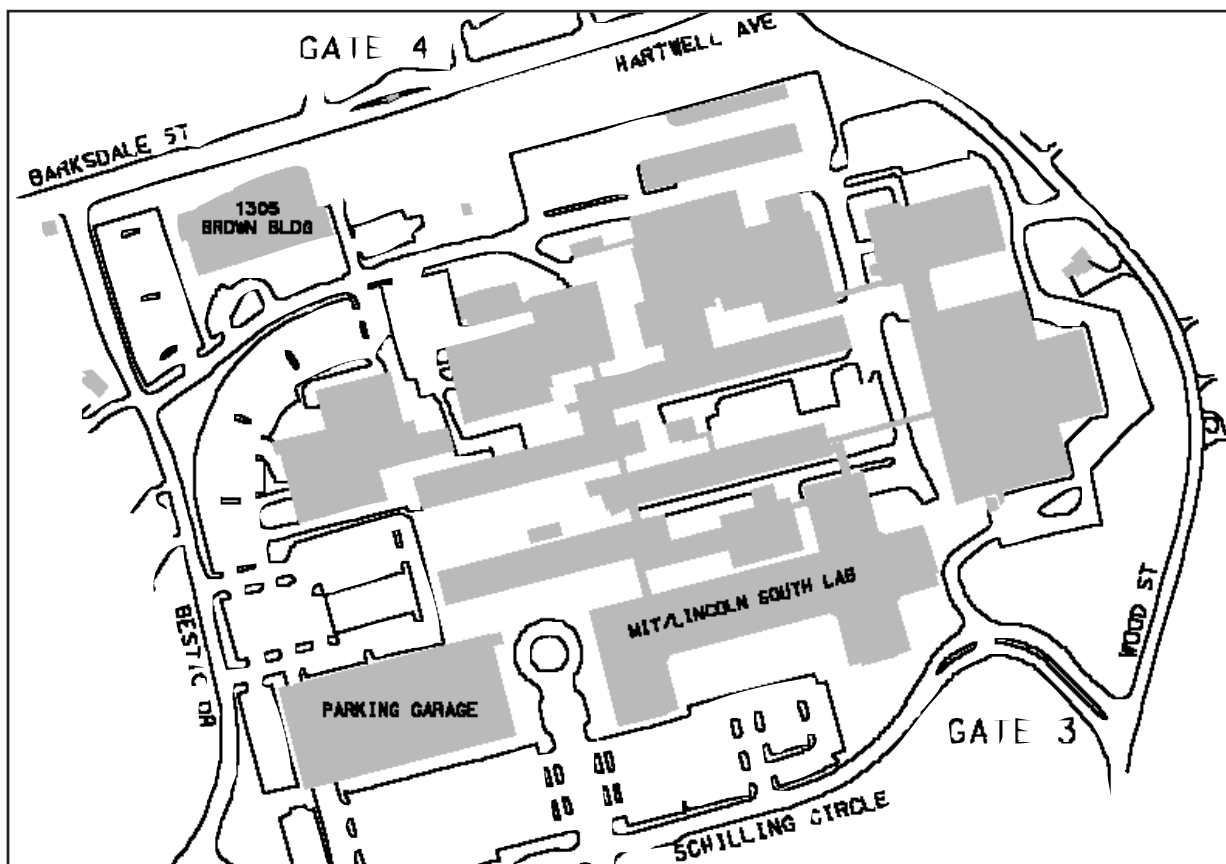 GATE 4
HARTWELL AVE
BARKSDALE ST
1305
BROWN BLDG
MIT/LINCOLN SOUTH LAB
WOOD ST
BESTIC DR
PARKING GARAGE
GATE 3
SCHILLING CIRCLE